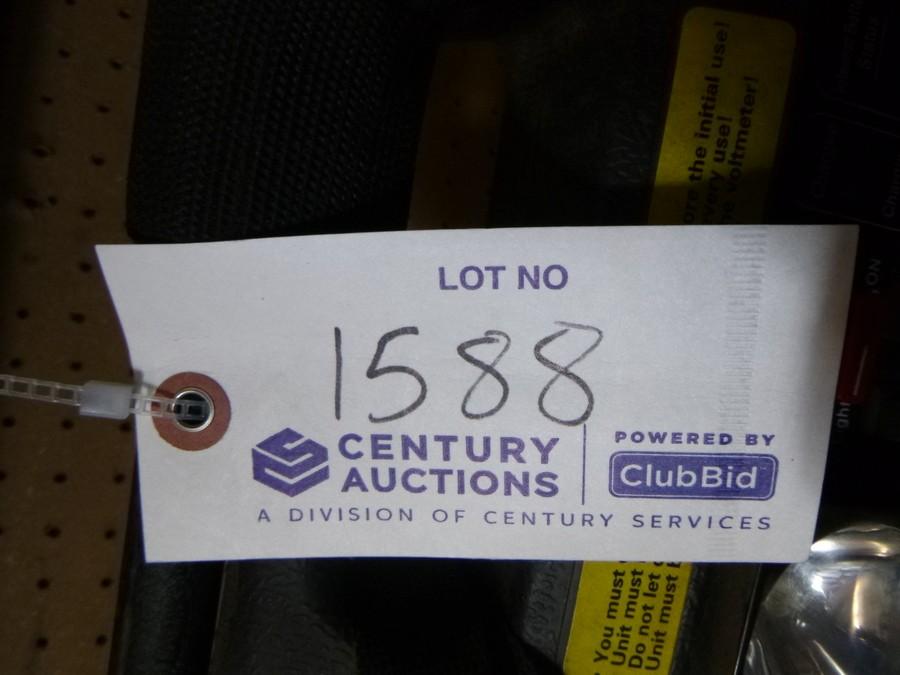 LOT NO
1588
CENTURY
AUCTIONS
POWERED BY
ClubBid
A DIVISION OF CENTURY SERVICES
the initial use!
use!
voltmeter!
You must
Unit must
Do not let
Unit must
Status
ON